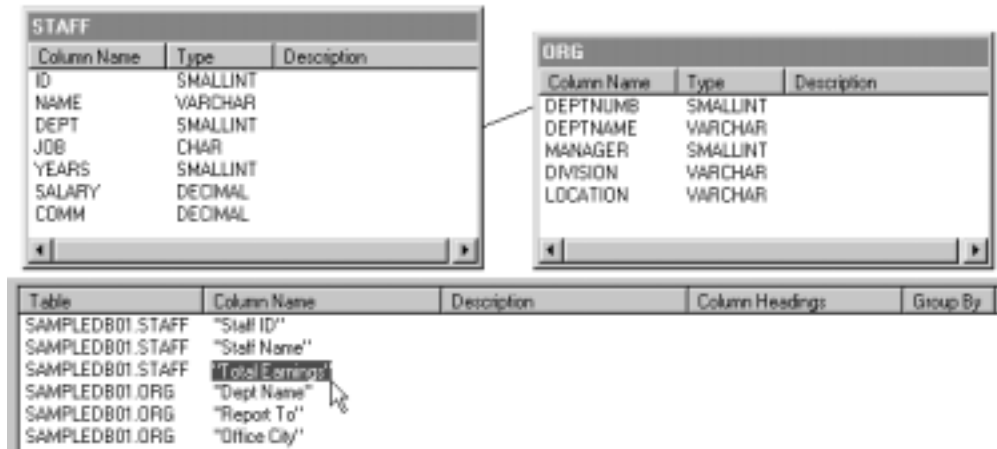 STAFF
Column Name Type Description
ID SMALLINT
NAME VARCHAR
DEPT SMALLINT
JOB CHAR
YEARS SMALLINT
SALARY DECIMAL
COMM DECIMAL
ORG
Column Name Type Description
DEPTNUMB SMALLINT
DEPTNAME VARCHAR
MANAGER SMALLINT
DIVISION VARCHAR
LOCATION VARCHAR
Table Column Name Description Column Headings Group By
SAMPLEDB01.STAFF "Staff ID"
SAMPLEDB01.STAFF "Staff Name"
SAMPLEDB01.STAFF "Total Earnings"
SAMPLEDB01.ORG "Dept Name"
SAMPLEDB01.ORG "Report To"
SAMPLEDB01.ORG "Office City"